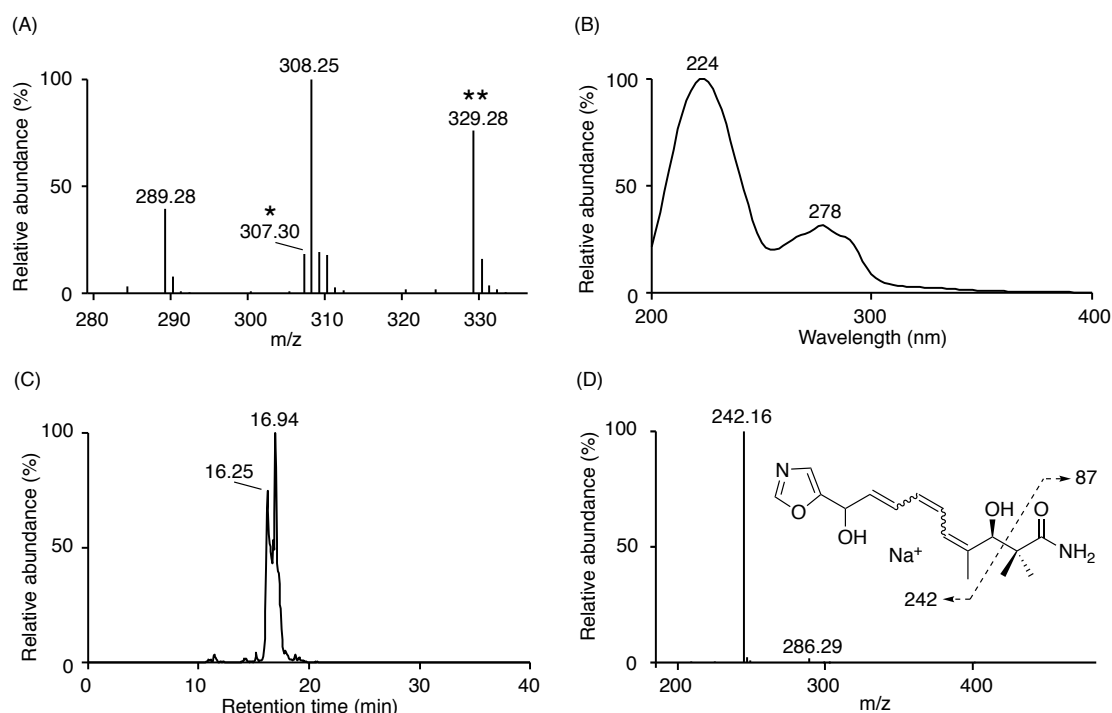 (A)
Relative abundance (%)
100
50
0
289.28
*
307.30
308.25
**
329.28
280
290
300
310
320
330
m/z
(B)
Relative abundance (%)
100
50
0
224
278
200
300
400
Wavelength (nm)
(C)
Relative abundance (%)
100
50
0
16.25
16.94
0
10
20
30
40
Retention time (min)
(D)
Relative abundance (%)
100
50
0
242.16
286.29
N
O
OH
Na+
OH
O
NH2
87
242
200
300
400
m/z